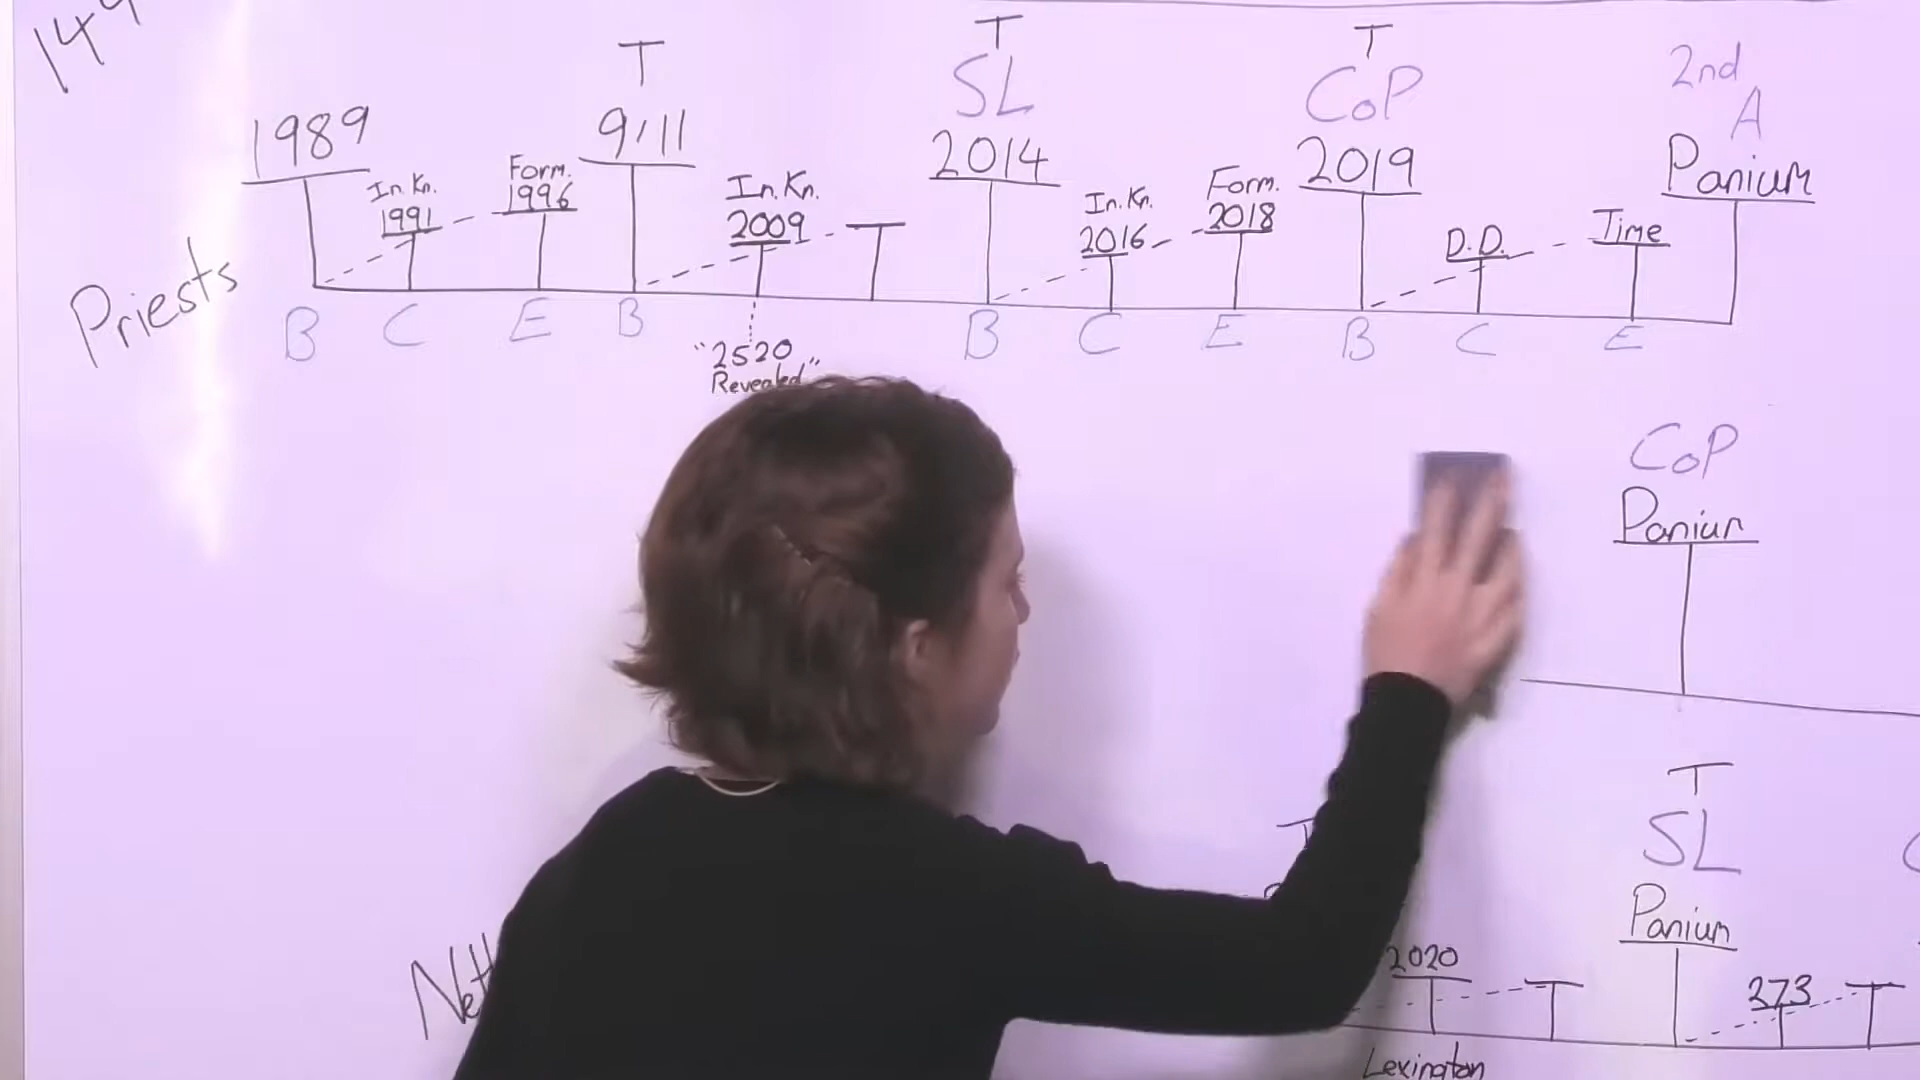 144
T
T
T
SL
CoP
2nd
A
1989
9/11
2014
2019
Panium
In. Kn.
1991
Form.
1996
In. Kn.
2009
In. Kn.
2016
Form.
2018
D.D.
Time
Priests
B C E B B C E B C E
"2520"
Revealed
CoP
Panium
T
SL
Panium
2020
273
Lexington